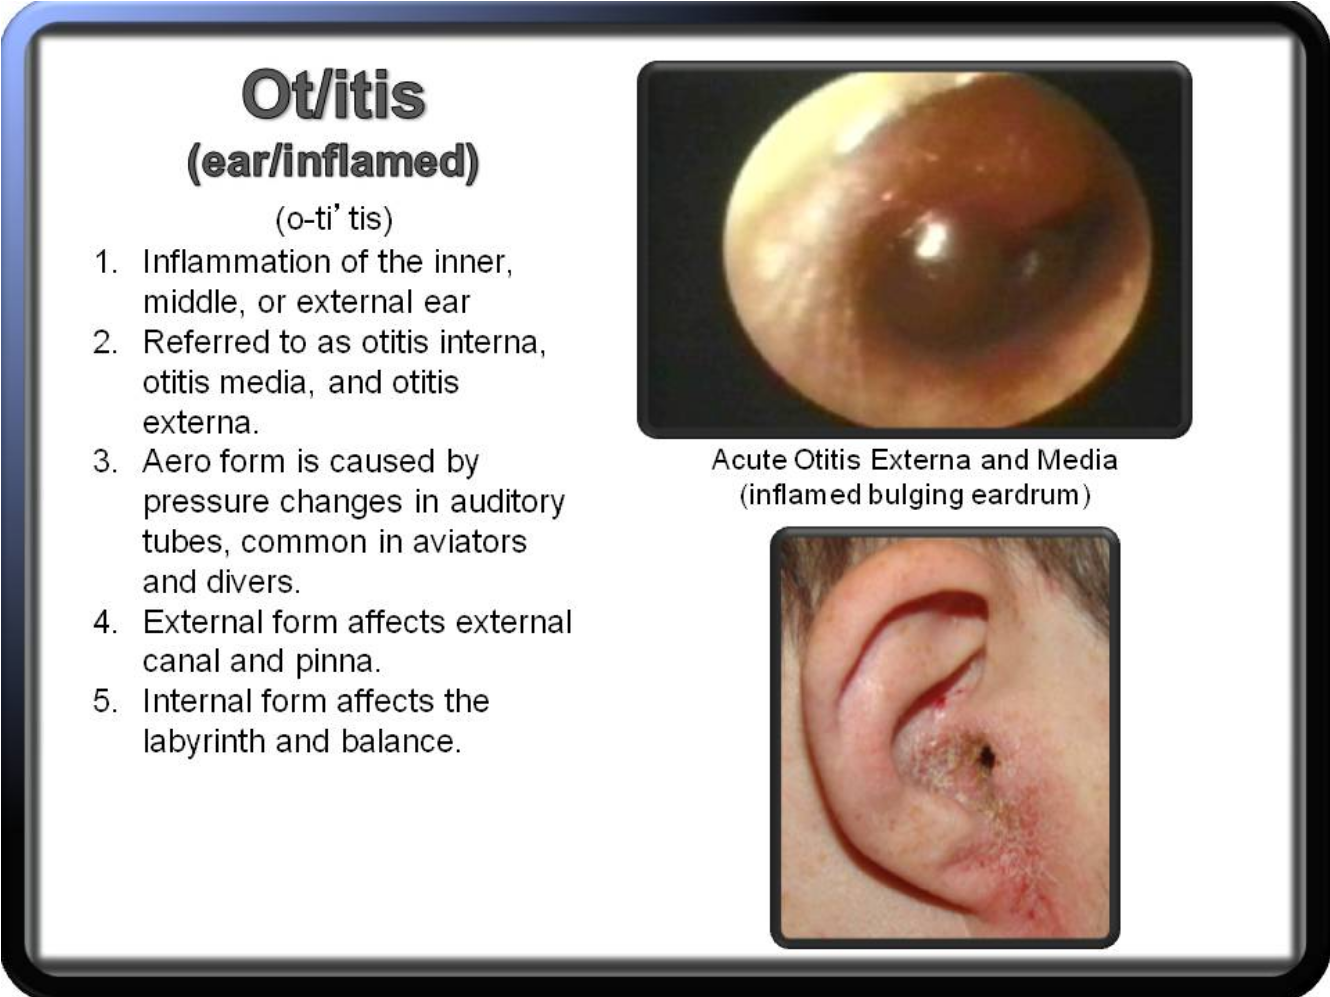 Ot/itis
(ear/inflamed)
(o-ti’ tis)
1. Inflammation of the inner,
middle, or external ear
2. Referred to as otitis interna,
otitis media, and otitis
externa.
3. Aero form is caused by
pressure changes in auditory
tubes, common in aviators
and divers.
4. External form affects external
canal and pinna.
5. Internal form affects the
labyrinth and balance.
Acute Otitis Externa and Media
(inflamed bulging eardrum)